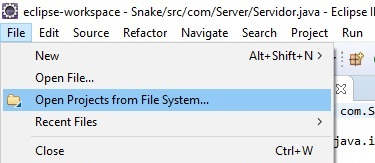 eclipse-workspace - Snake/src/com/Server/Servidor.java - Eclipse
File Edit Source Refactor Navigate Search Project Run
New Alt+Shift+N >
Open File...
Open Projects from File System...
Recent Files >
Close Ctrl+W
com.S
java.i